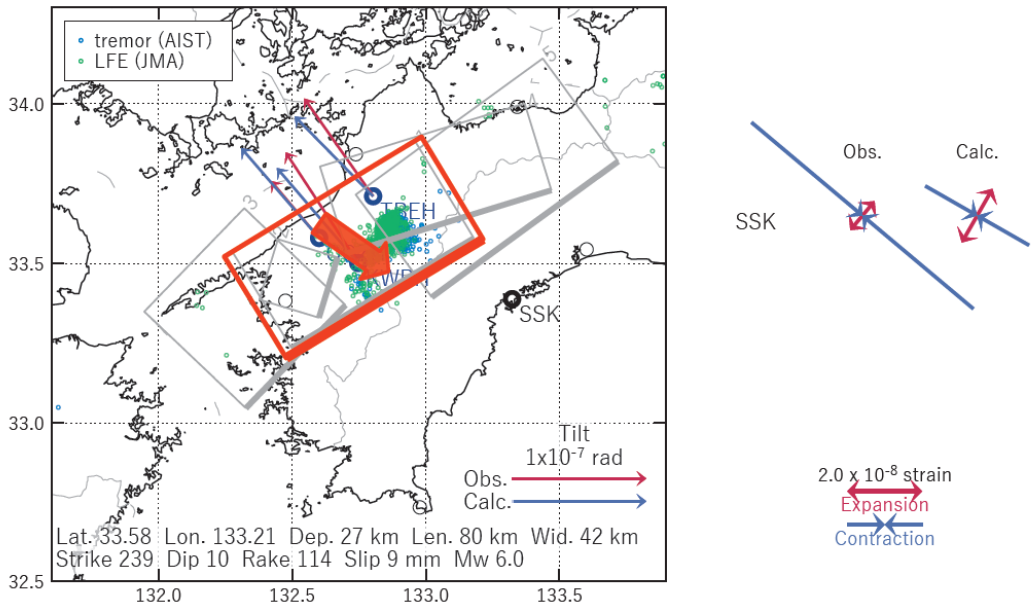 tremor (AIST)
LFE (JMA)
34.0
33.5
33.0
32.5
132.0
132.5
133.0
133.5
5
3
SSK
Tilt
1x10⁻⁷ rad
Obs.
Calc.
Lat. 33.58 Lon. 133.21 Dep. 27 km Len. 80 km Wid. 42 km
Strike 239 Dip 10 Rake 114 Slip 9 mm Mw 6.0
Obs.
Calc.
SSK
2.0 x 10⁻⁸ strain
Expansion
Contraction